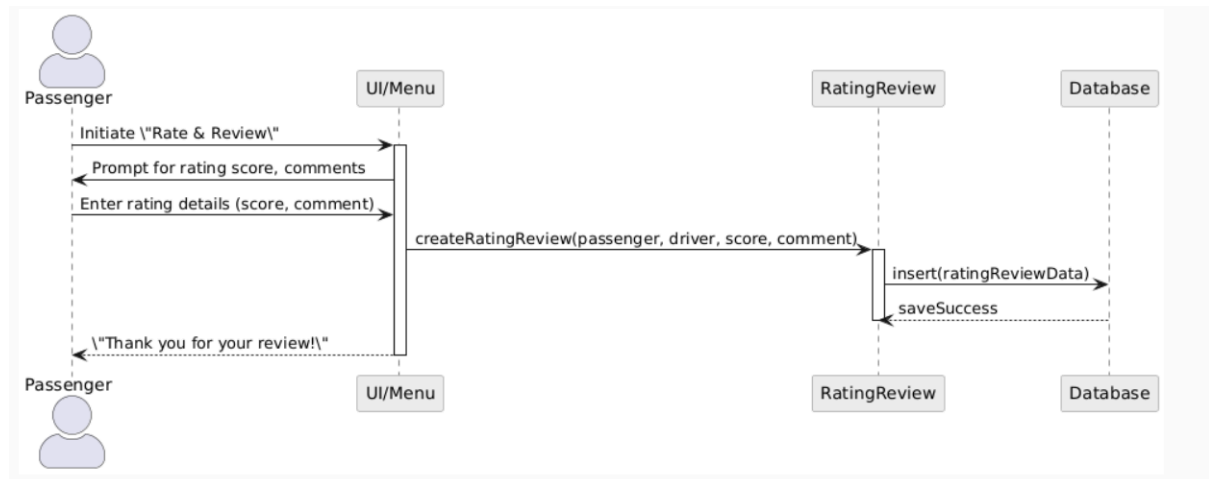 Passenger
UI/Menu
RatingReview
Database
Initiate \"Rate & Review\"
Prompt for rating score, comments
Enter rating details (score, comment)
createRatingReview(passenger, driver, score, comment)
insert(ratingReviewData)
saveSuccess
\"Thank you for your review!\"
Passenger
UI/Menu
RatingReview
Database